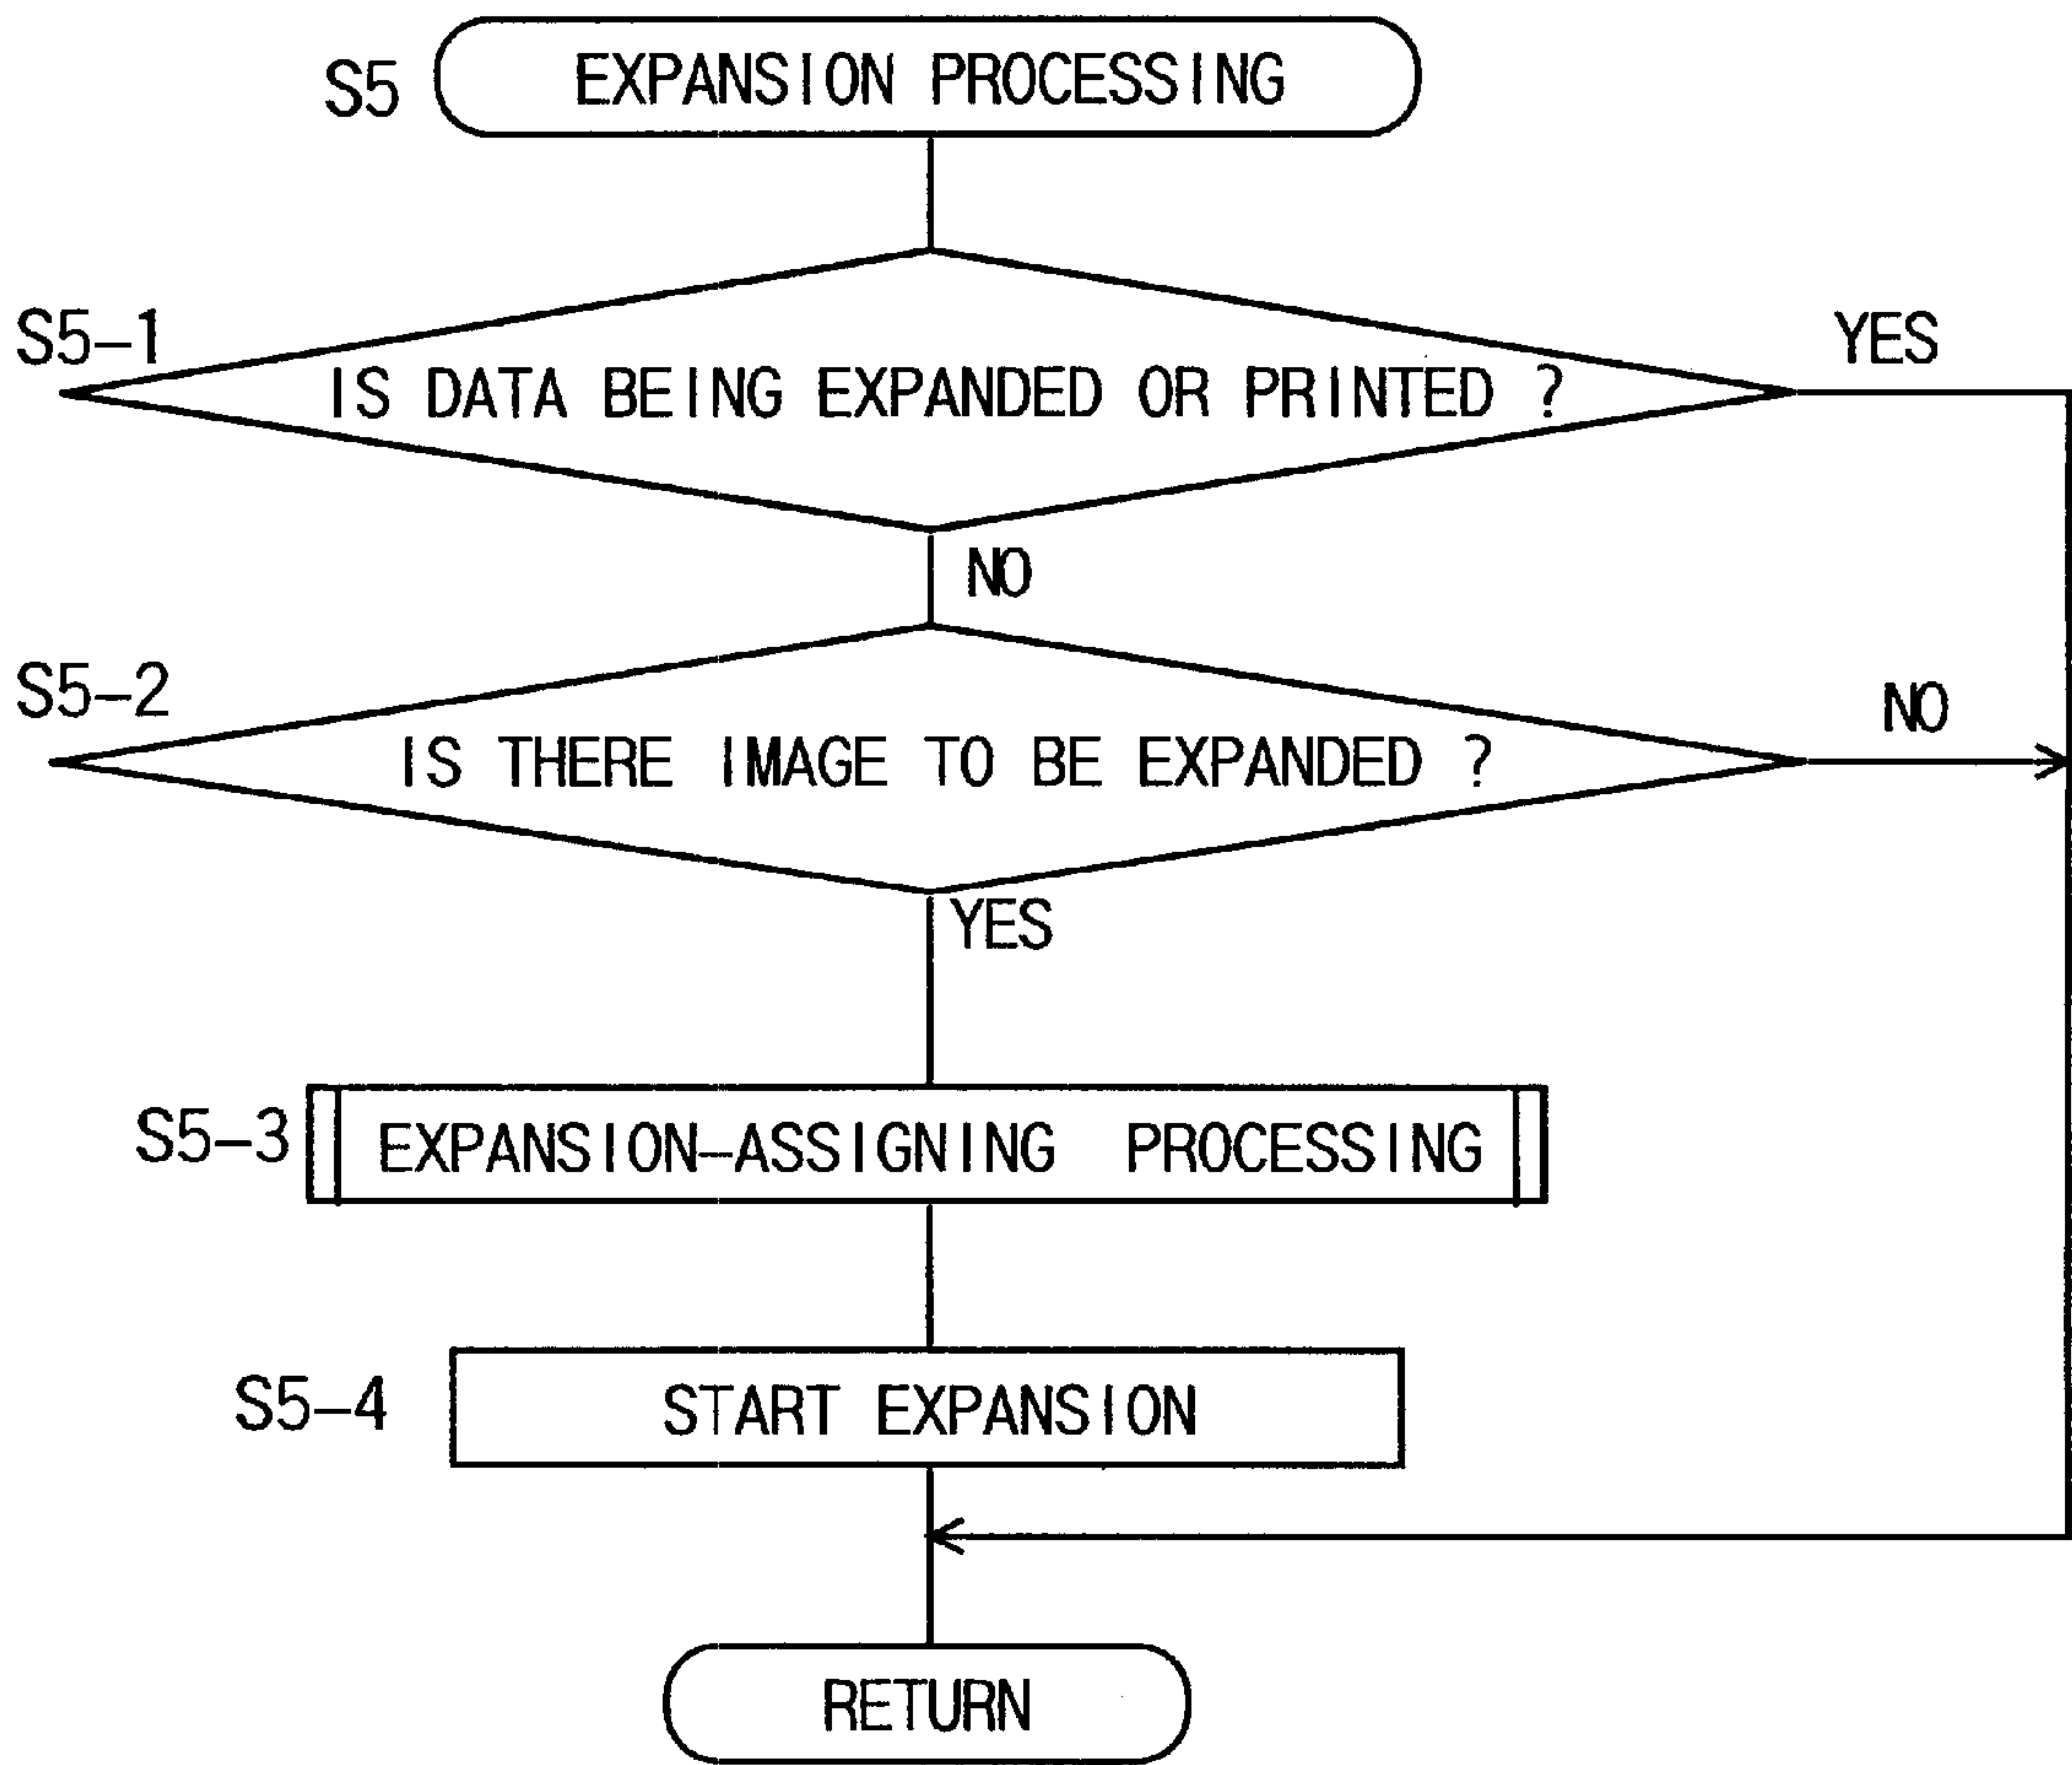 S5 EXPANSION PROCESSING
S5-1
YES
IS DATA BEING EXPANDED OR PRINTED ?
NO
S5-2
NO
IS THERE IMAGE TO BE EXPANDED ?
YES
S5-3 EXPANSION-ASSIGNING PROCESSING
S5-4 START EXPANSION
RETURN